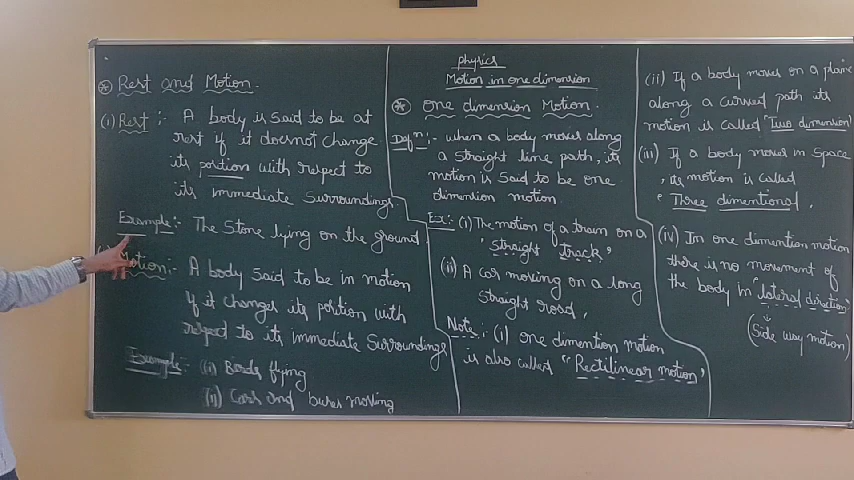 ⊛ Rest and Motion.
(i) Rest :- A body is said to be at
rest if it doesnot change
its position with respect to
its immediate surroundings
Example:- The stone lying on the ground
Motion:- A body said to be in motion
If it changes its position with
respect to its immediate surroundings
Example:- (i) Birds flying
(ii) Cars and buses moving
physics
Motion in one dimension
⊛ one dimension Motion.
Defn:- when a body moves along
a straight line path, its
motion is said to be one
dimention motion.
Ex:- (i) The motion of a train on a
'straight track'
(ii) A car moving on a long
straight road.
Note:- (i) one dimention motion
is also called "Rectilinear motion"
(ii) If a body moves on a plane
along a curved path its
motion is called "Two dimension"
(iii) If a body moves in space
, its motion is called
"Three dimentional".
(iv) In one dimention motion
there is no movement of
the body in "lateral direction"
↓
(Side way motion)